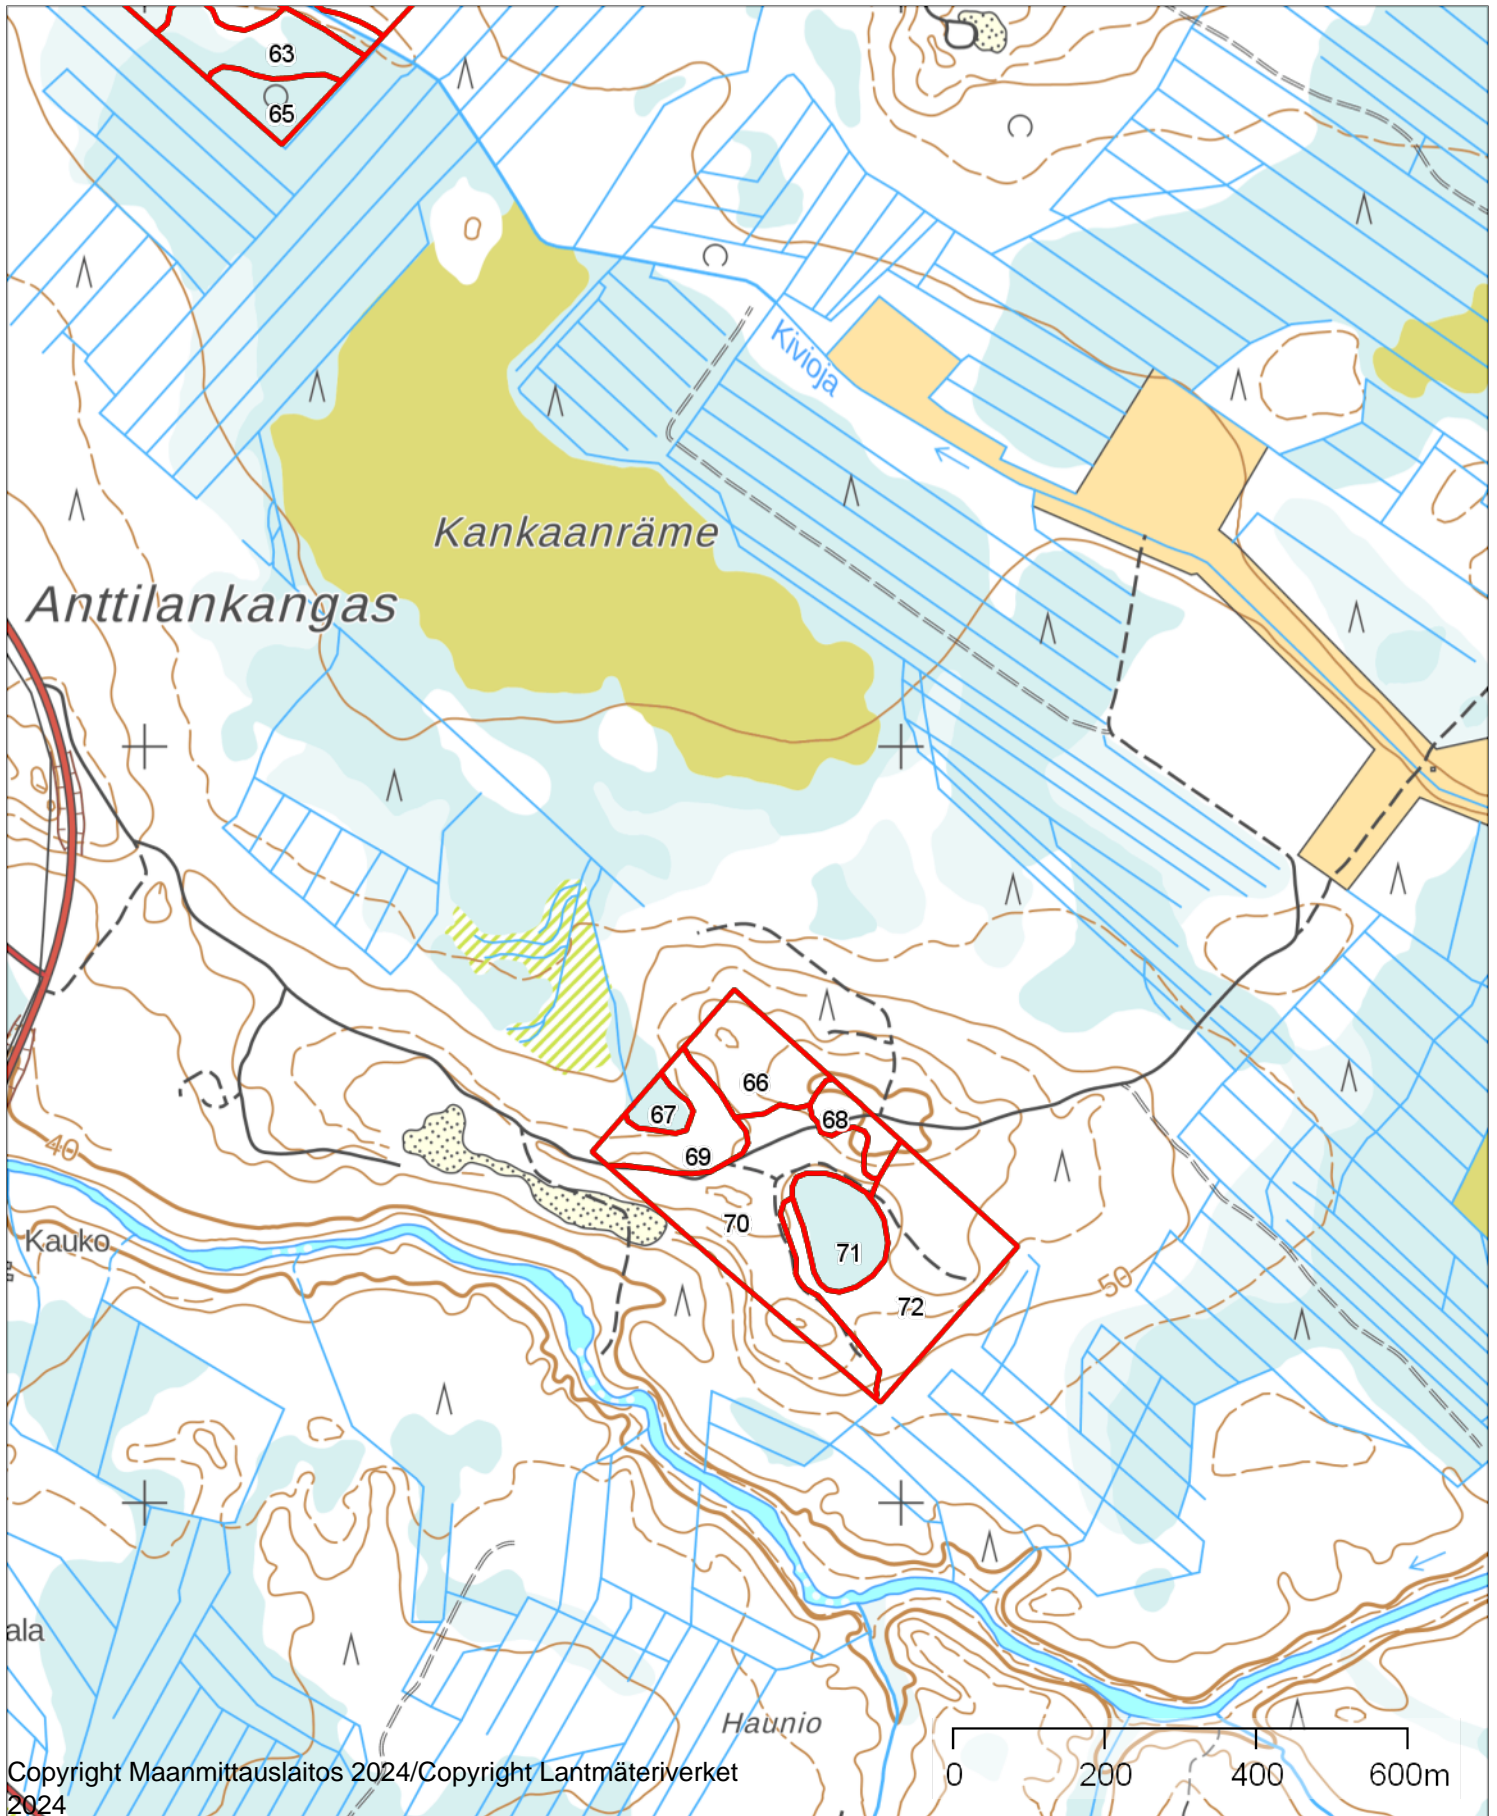 63
65
Kivioja
Kankaanräme
Anttilankangas
66
67
68
69
40
70
Kauko
71
50
72
ala
Haunio
Copyright Maanmittauslaitos 2024/Copyright Lantmäteriverket
2024
0 200 400 600m